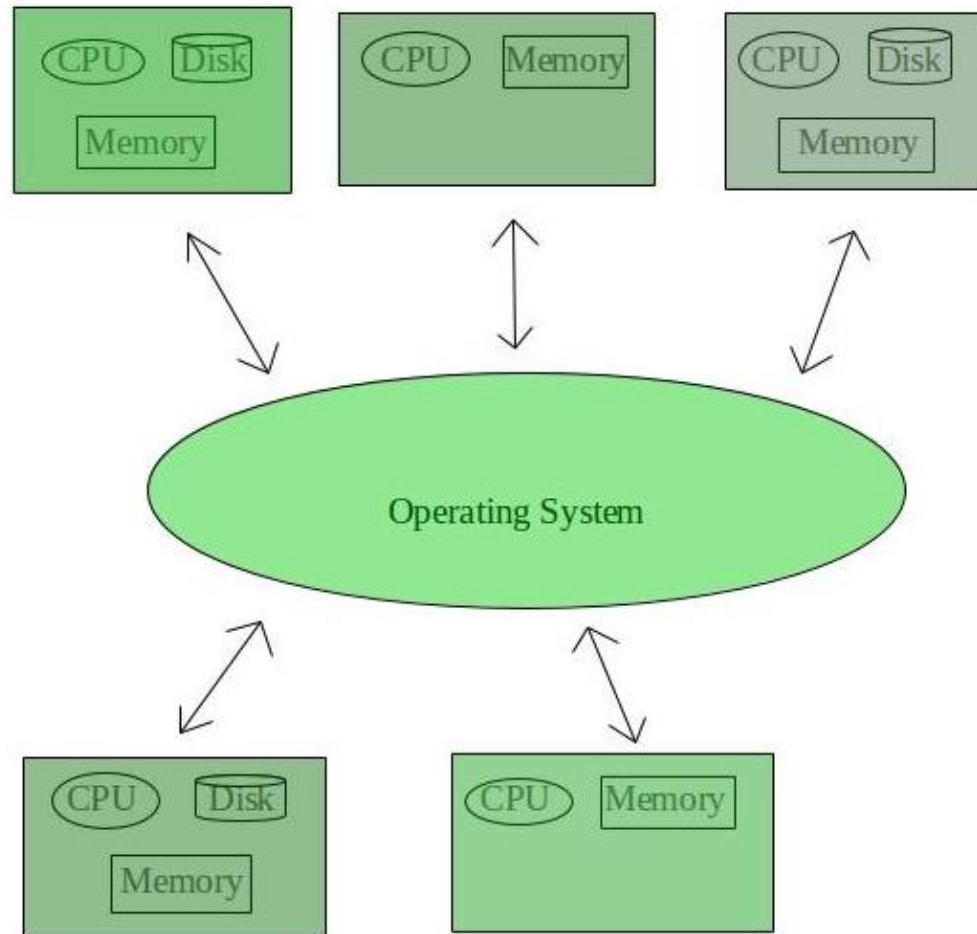 CPU Disk
Memory
CPU Memory
CPU Disk
Memory
Operating System
CPU Disk
Memory
CPU Memory